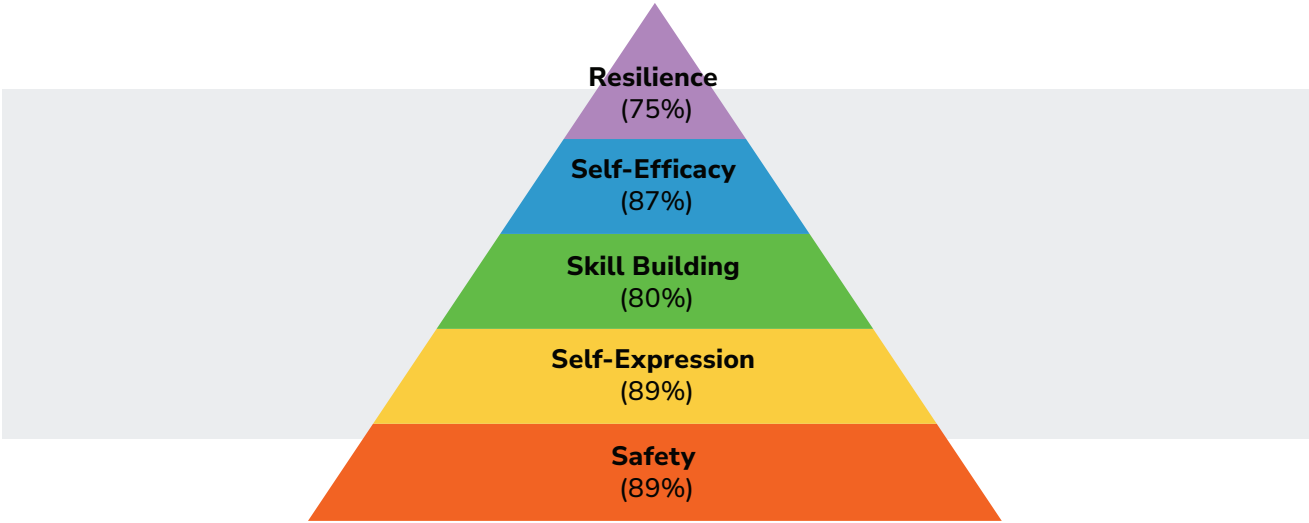 Resilience
(75%)
Self-Efficacy
(87%)
Skill Building
(80%)
Self-Expression
(89%)
Safety
(89%)